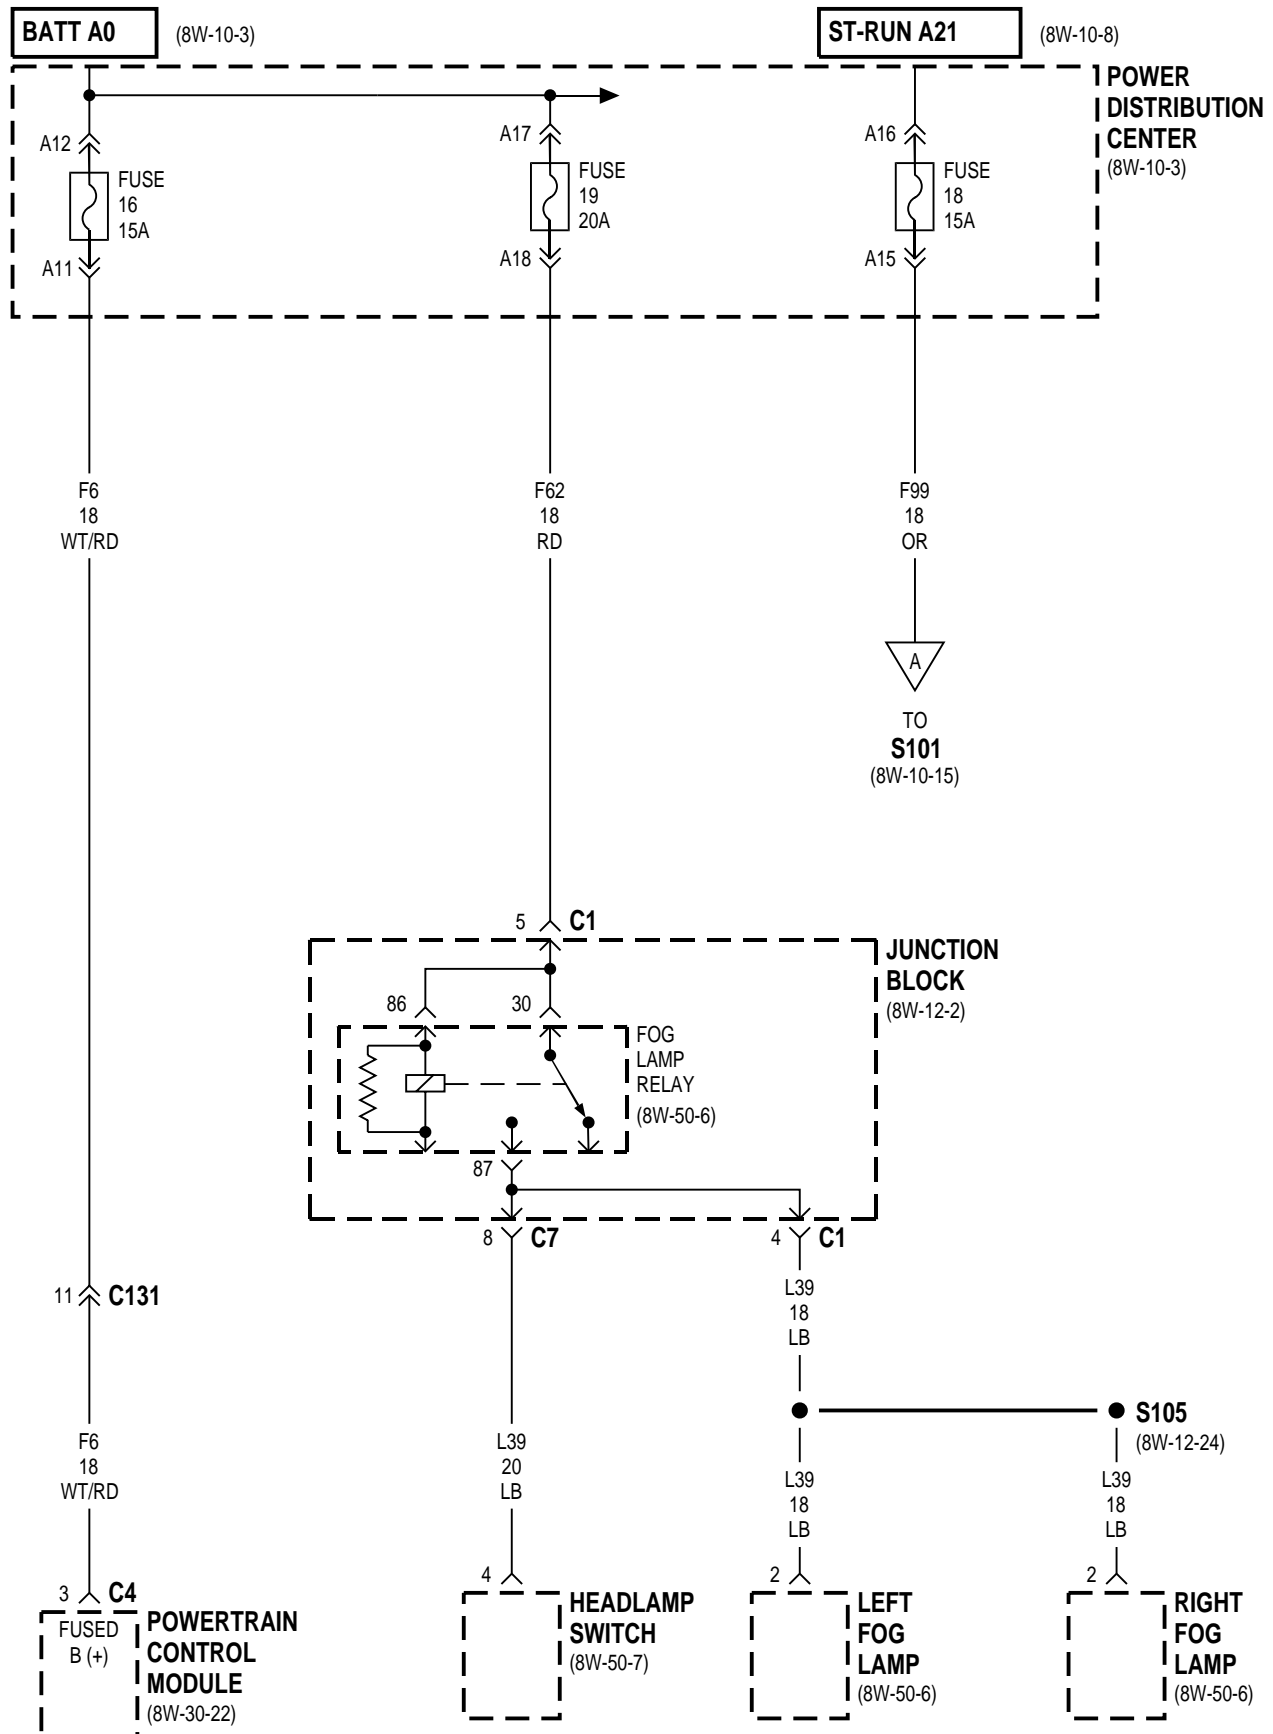 BATT A0
(8W-10-3)
ST-RUN A21
(8W-10-8)
POWER
DISTRIBUTION
CENTER
(8W-10-3)
A12
FUSE
16
15A
A11
A17
FUSE
19
20A
A18
A16
FUSE
18
15A
A15
F6
18
WT/RD
F62
18
RD
F99
18
OR
A
TO
S101
(8W-10-15)
5
C1
JUNCTION
BLOCK
(8W-12-2)
86
30
FOG
LAMP
RELAY
(8W-50-6)
87
8
C7
4
C1
11
C131
L39
18
LB
S105
(8W-12-24)
F6
18
WT/RD
L39
20
LB
L39
18
LB
L39
18
LB
3
C4
FUSED
B (+)
POWERTRAIN
CONTROL
MODULE
(8W-30-22)
4
HEADLAMP
SWITCH
(8W-50-7)
2
LEFT
FOG
LAMP
(8W-50-6)
2
RIGHT
FOG
LAMP
(8W-50-6)